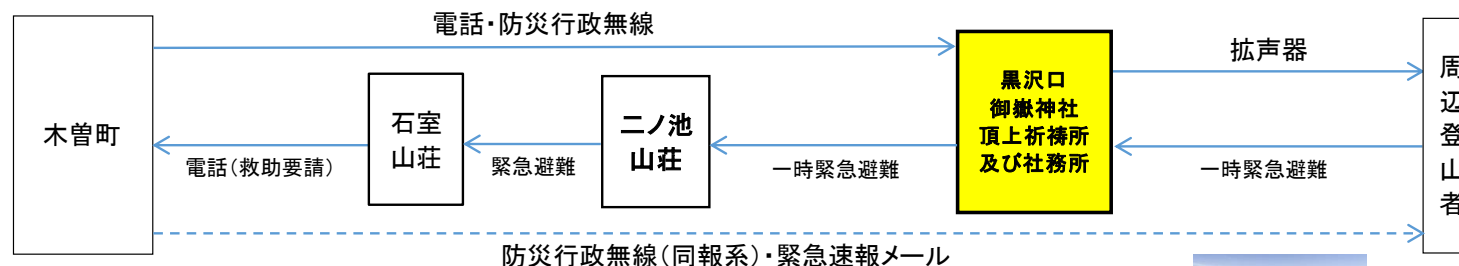 電話・防災行政無線
木曽町
石室
山荘
二ノ池
山荘
黒沢口
御嶽神社
頂上祈祷所
及び社務所
拡声器
周
辺
登
山
者
電話(救助要請)
緊急避難
一時緊急避難
一時緊急避難
防災行政無線(同報系)・緊急速報メール